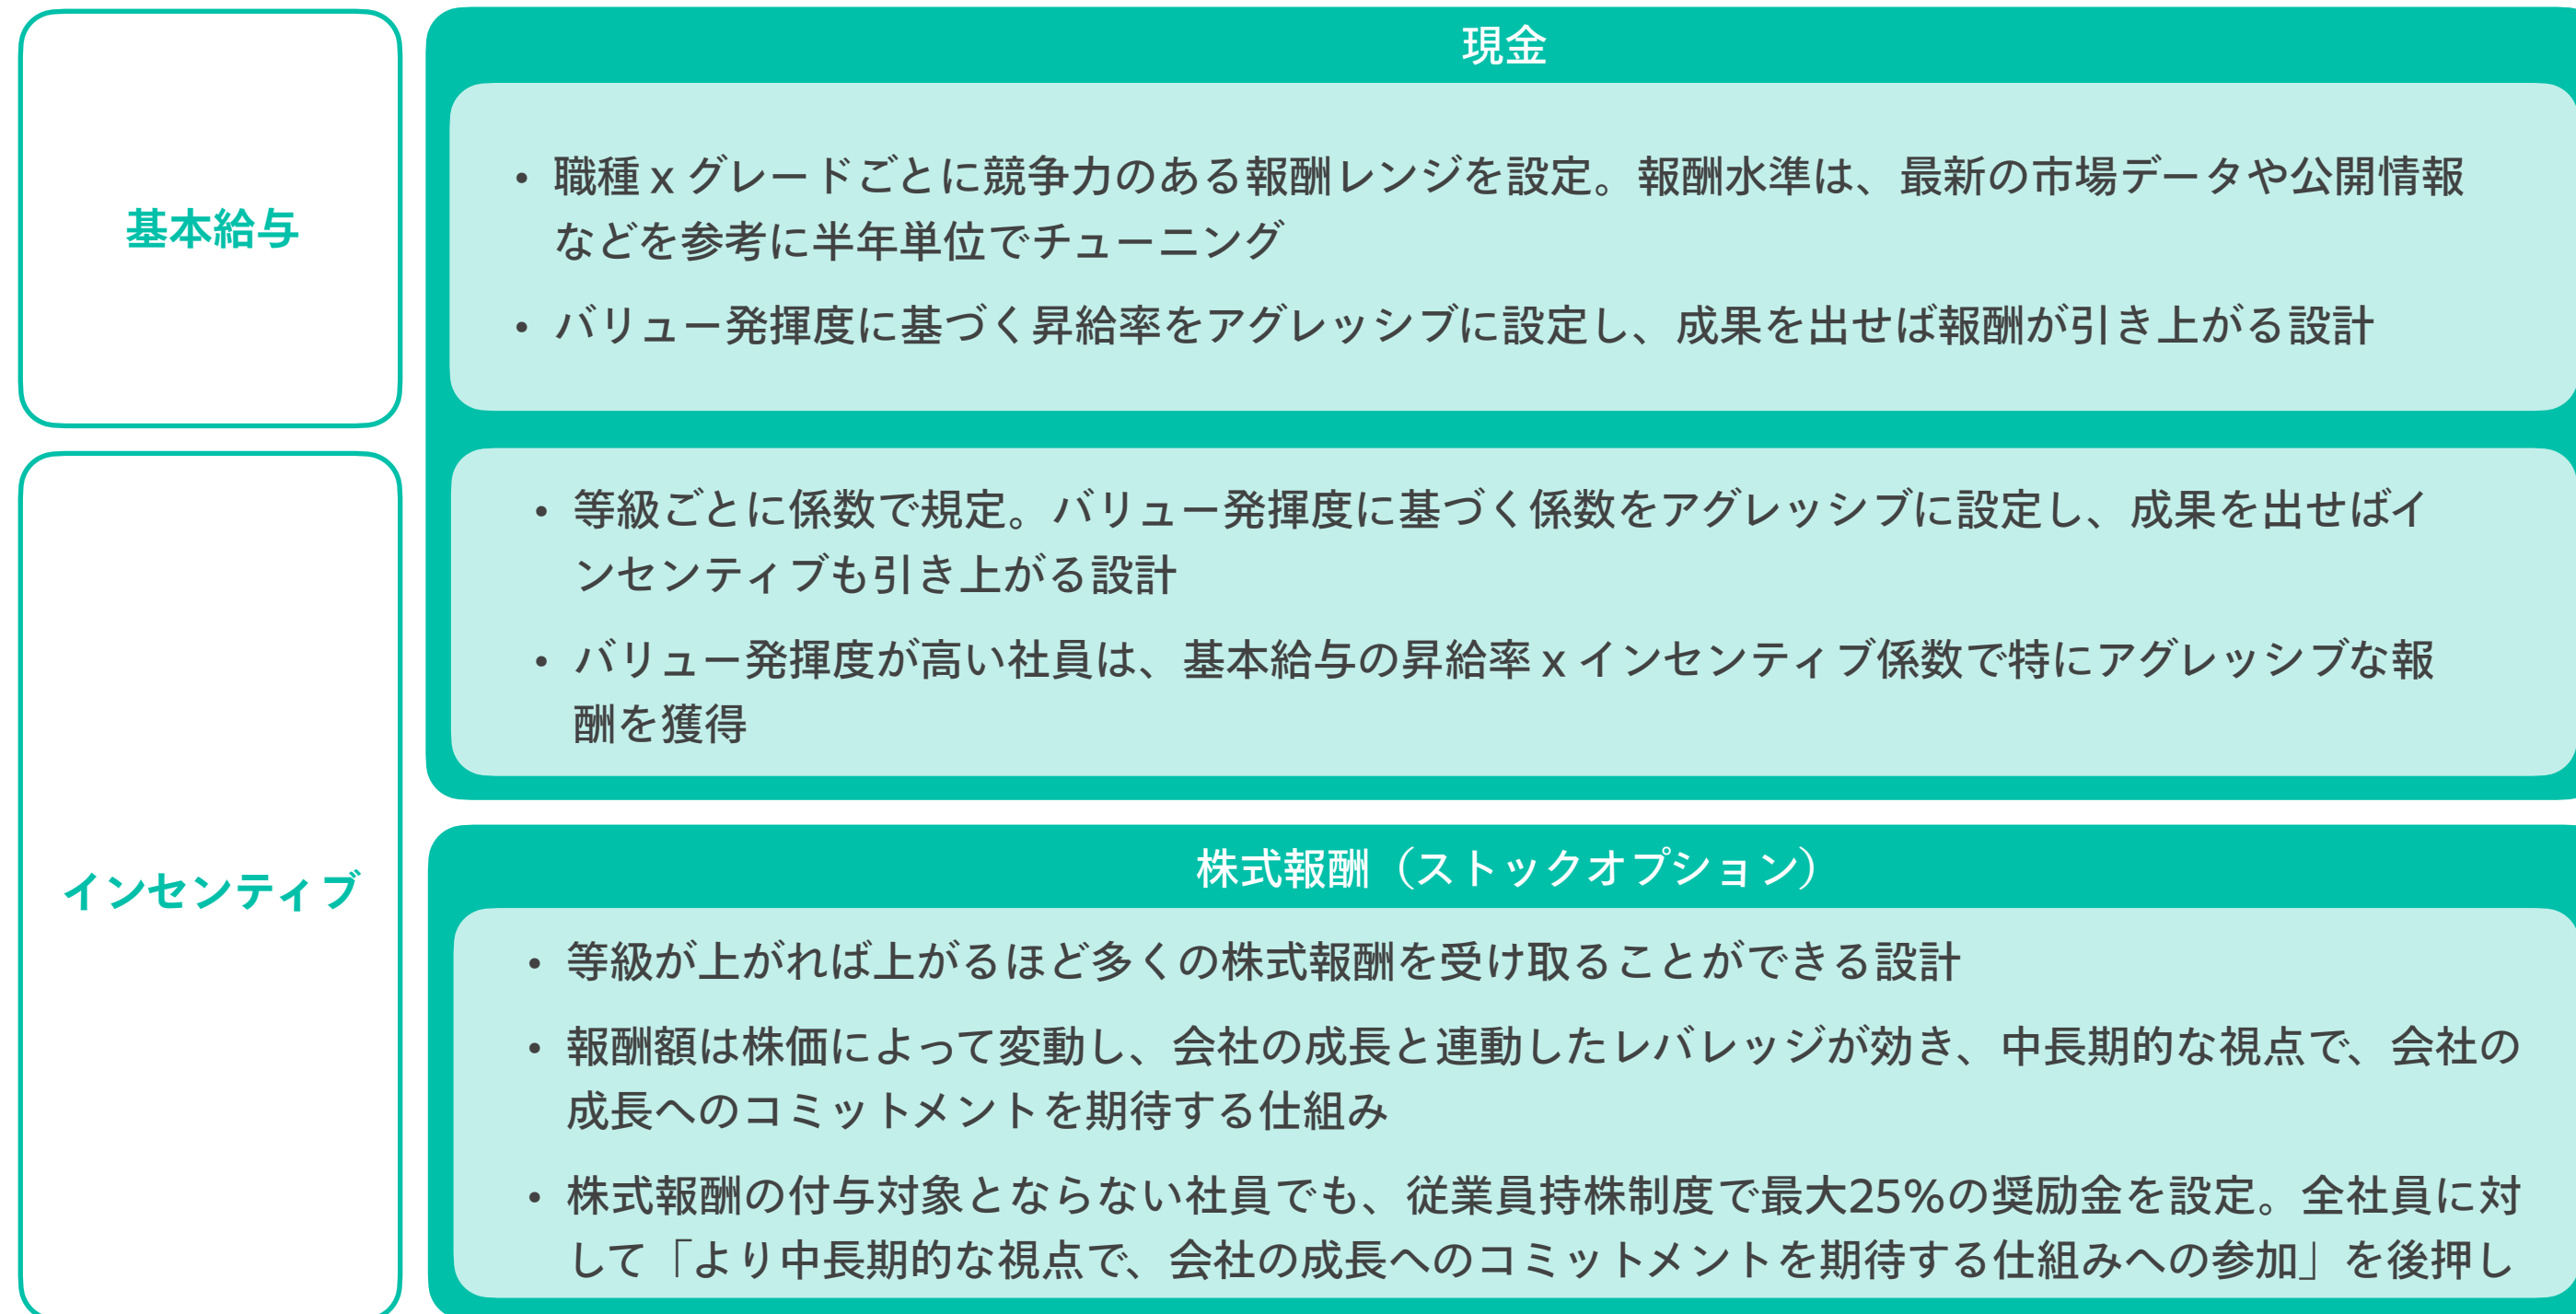 現金
基本給与
・職種 x グレードごとに競争力のある報酬レンジを設定。報酬水準は、最新の市場データや公開情報
などを参考に半年単位でチューニング
・バリュー発揮度に基づく昇給率をアグレッシブに設定し、成果を出せば報酬が引き上がる設計
インセンティブ
・等級ごとに係数で規定。バリュー発揮度に基づく係数をアグレッシブに設定し、成果を出せばイ
ンセンティブも引き上がる設計
・バリュー発揮度が高い社員は、基本給与の昇給率 x インセンティブ係数で特にアグレッシブな報
酬を獲得
株式報酬（ストックオプション）
・等級が上がれば上がるほど多くの株式報酬を受け取ることができる設計
・報酬額は株価によって変動し、会社の成長と連動したレバレッジが効き、中長期的な視点で、会社の
成長へのコミットメントを期待する仕組み
・株式報酬の付与対象とならない社員でも、従業員持株制度で最大25%の奨励金を設定。全社員に対
して「より中長期的な視点で、会社の成長へのコミットメントを期待する仕組みへの参加」を後押し